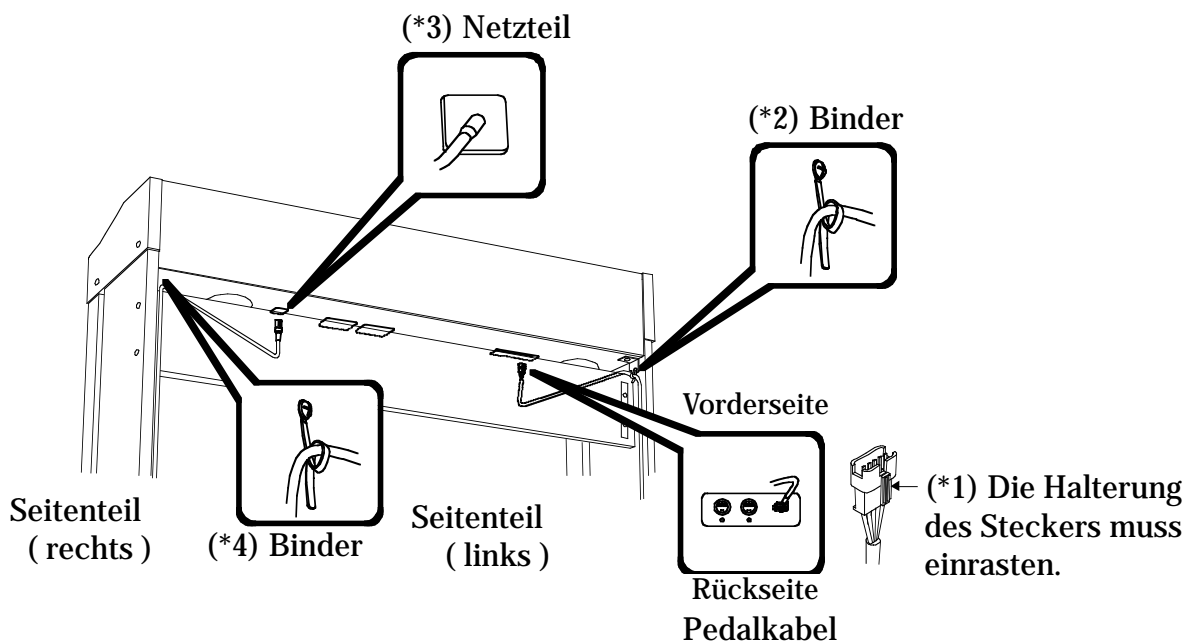 (*3) Netzteil
(*2) Binder
Vorderseite
Seitenteil
( rechts )
(*4) Binder
Seitenteil
( links )
(*1) Die Halterung
des Steckers muss
einrasten.
Rückseite
Pedalkabel